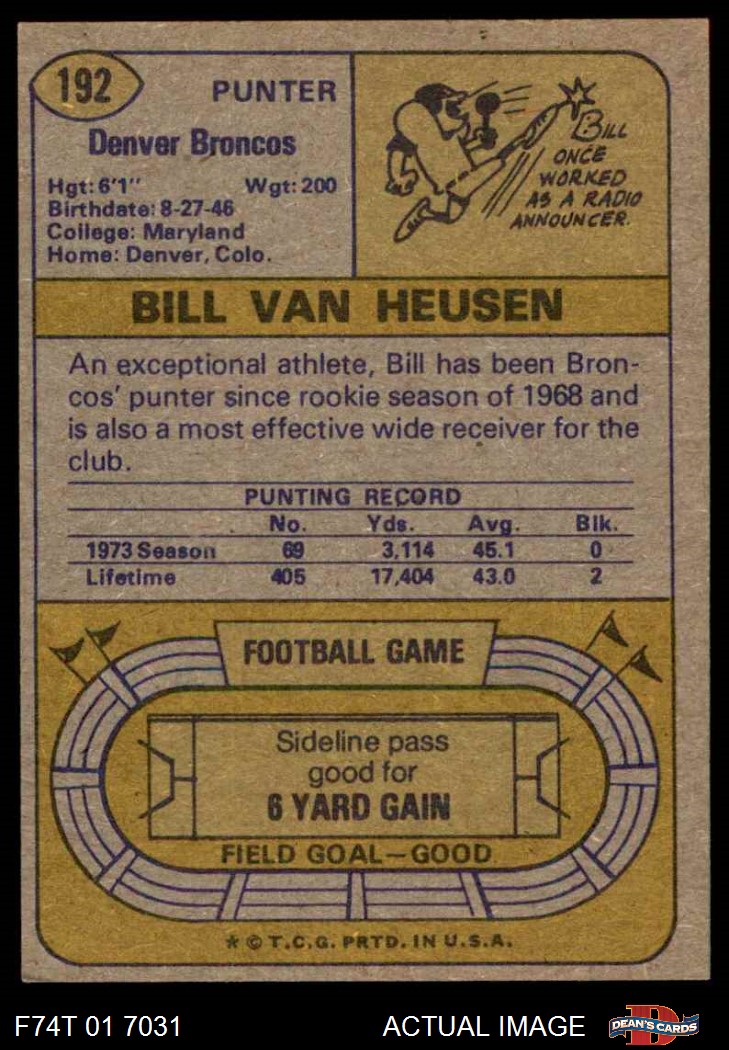 192
PUNTER
Denver Broncos
Hgt: 6'1" Wgt: 200
Birthdate: 8-27-46
College: Maryland
Home: Denver, Colo.
BILL
ONCE
WORKED
AS A RADIO
ANNOUNCER.
BILL VAN HEUSEN
An exceptional athlete, Bill has been Bron-
cos' punter since rookie season of 1968 and
is also a most effective wide receiver for the
club.
PUNTING RECORD
No. Yds. Avg. Blk.
1973 Season 69 3,114 45.1 0
Lifetime 405 17,404 43.0 2
FOOTBALL GAME
Sideline pass
good for
6 YARD GAIN
FIELD GOAL—GOOD
* © T.C.G. PRTD. IN U.S.A.
F74T 01 7031 ACTUAL IMAGE
D
DEAN'S CARDS